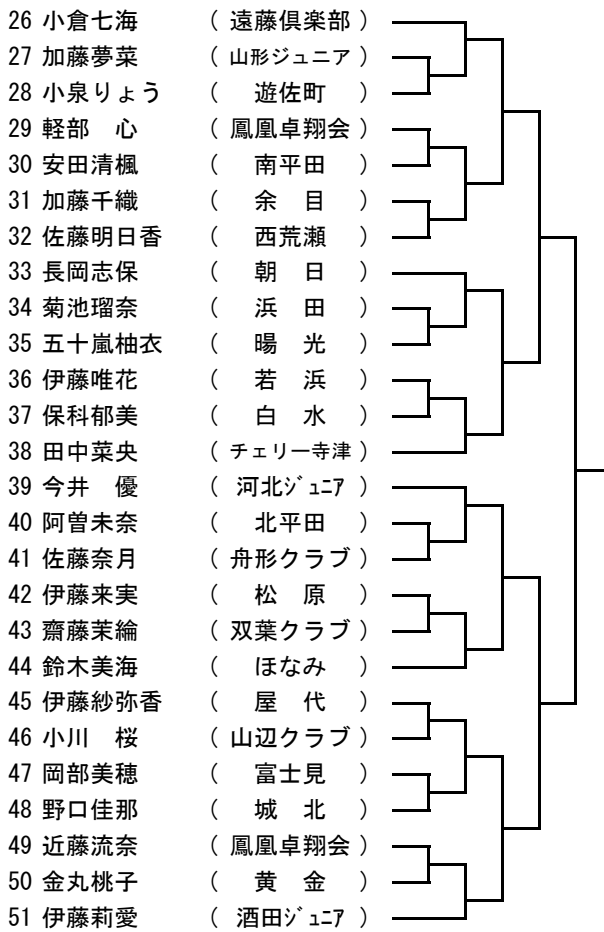 26 小倉七海 ( 遠藤倶楽部 )
27 加藤夢菜 ( 山形ジュニア )
28 小泉りょう ( 遊佐町 )
29 軽部　心 ( 鳳凰卓翔会 )
30 安田清楓 ( 南平田 )
31 加藤千織 ( 余　目 )
32 佐藤明日香 ( 西荒瀬 )
33 長岡志保 ( 朝　日 )
34 菊池瑠奈 ( 浜　田 )
35 五十嵐柚衣 ( 暘　光 )
36 伊藤唯花 ( 若　浜 )
37 保科郁美 ( 白　水 )
38 田中菜央 ( チェリー寺津 )
39 今井　優 ( 河北ｼﾞｭﾆｱ )
40 阿曽未奈 ( 北平田 )
41 佐藤奈月 ( 舟形クラブ )
42 伊藤来実 ( 松　原 )
43 齋藤茉綸 ( 双葉クラブ )
44 鈴木美海 ( ほなみ )
45 伊藤紗弥香 ( 屋　代 )
46 小川　桜 ( 山辺クラブ )
47 岡部美穂 ( 富士見 )
48 野口佳那 ( 城　北 )
49 近藤流奈 ( 鳳凰卓翔会 )
50 金丸桃子 ( 黄　金 )
51 伊藤莉愛 ( 酒田ｼﾞｭﾆｱ )